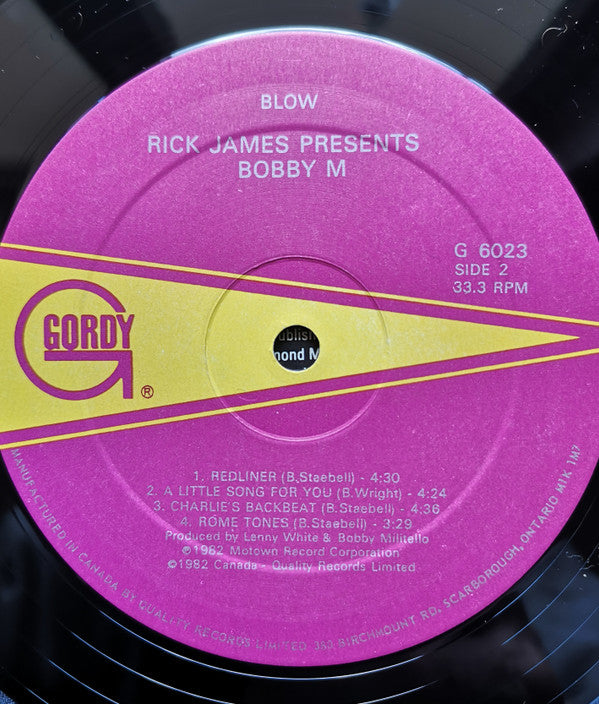 BLOW
RICK JAMES PRESENTS
BOBBY M
G 6023
SIDE 2
33.3 RPM
GORDY
®
1. REDLINER (B.Staebell) - 4:30
2. A LITTLE SONG FOR YOU (B.Wright) - 4:24
3. CHARLIE'S BACKBEAT (B.Staebell) - 4:36
4. ROME TONES (B.Staebell) - 3:29
Produced by Lenny White & Bobby Militello
℗1982 Motown Record Corporation
©1982 Canada - Quality Records Limited
MANUFACTURED IN CANADA BY QUALITY RECORDS LIMITED, 380 BIRCHMOUNT RD, SCARBOROUGH, ONTARIO M1K 1M7
ublish
mond M